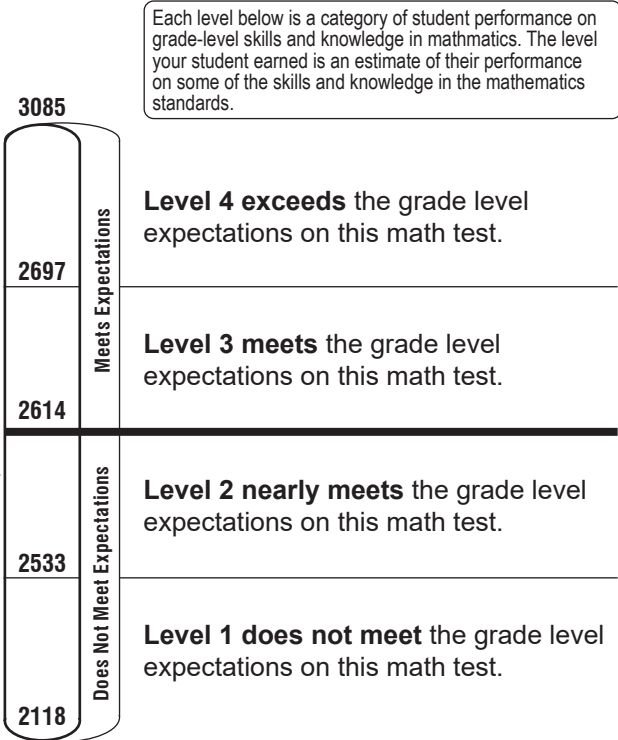 Each level below is a category of student performance on
grade-level skills and knowledge in mathmatics. The level
your student earned is an estimate of their performance
on some of the skills and knowledge in the mathematics
standards.
3085
Meets Expectations
Level 4 exceeds the grade level
expectations on this math test.
2697
Level 3 meets the grade level
expectations on this math test.
2614
Does Not Meet Expectations
Level 2 nearly meets the grade level
expectations on this math test.
2533
Level 1 does not meet the grade level
expectations on this math test.
2118